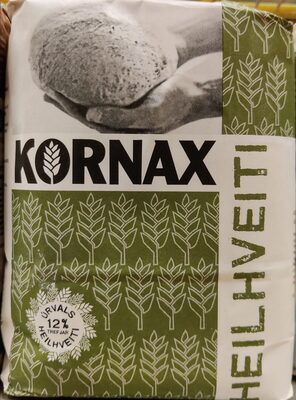 KORNAX
HEILHVEITI
ÚRVALS
12%
TREFJAR
HEILHVEITI